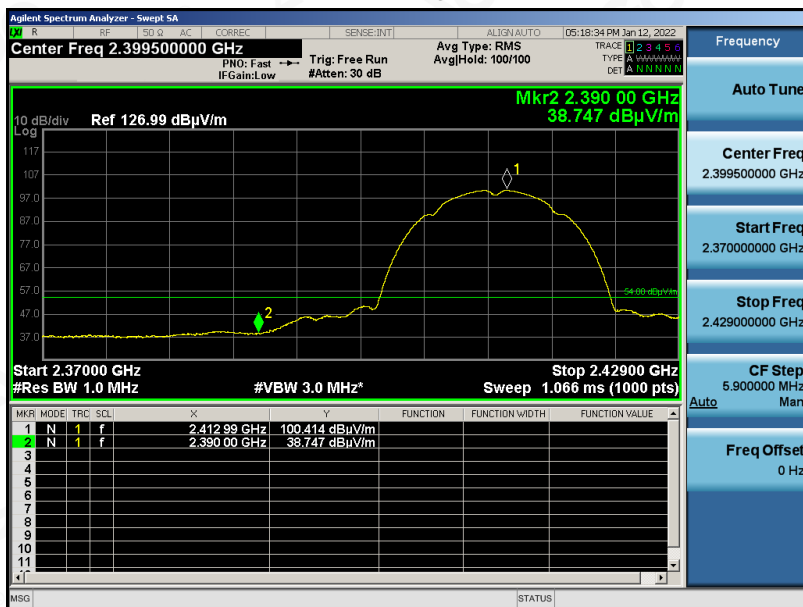 Agilent Spectrum Analyzer - Swept SA
LXI R RF 50 Ω AC CORREC SENSE:INT ALIGN AUTO 05:18:34 PM Jan 12, 2022
Center Freq 2.399500000 GHz
PNO: Fast Trig: Free Run
IFGain:Low #Atten: 30 dB
Avg Type: RMS
Avg|Hold: 100/100
TRACE 1 2 3 4 5 6
TYPE A WWWWW
DET A N N N N N
Mkr2 2.390 00 GHz
38.747 dBµV/m
10 dB/div Ref 126.99 dBµV/m
Log
117
107
97.0
87.0
77.0
67.0
57.0
47.0
37.0
1
2
54.00 dBµV/m
Start 2.37000 GHz Stop 2.42900 GHz
#Res BW 1.0 MHz #VBW 3.0 MHz* Sweep 1.066 ms (1000 pts)
MKR MODE TRC SCL X Y FUNCTION FUNCTION WIDTH FUNCTION VALUE
1 N 1 f 2.412 99 GHz 100.414 dBµV/m
2 N 1 f 2.390 00 GHz 38.747 dBµV/m
3
4
5
6
7
8
9
10
11
MSG STATUS
Frequency
Auto Tune
Center Freq
2.399500000 GHz
Start Freq
2.370000000 GHz
Stop Freq
2.429000000 GHz
CF Step
5.900000 MHz
Auto Man
Freq Offset
0 Hz